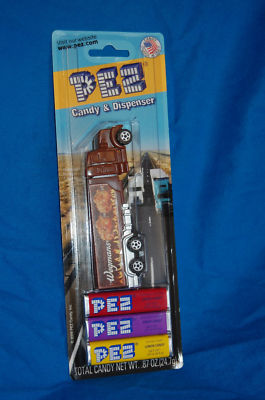 Visit our website
www.pez.com
PEZ
Candy & Dispenser
Wegmans
PEZ
PEZ
PEZ
TOTAL CANDY NET WT. .87 OZ (24.7g)